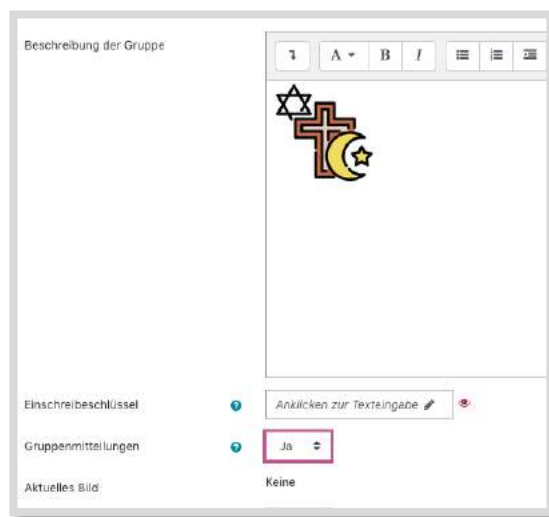 Beschreibung der Gruppe
A B I
Einschreibeschlüssel Anklicken zur Texteingabe
Gruppenmitteilungen Ja
Aktuelles Bild Keine